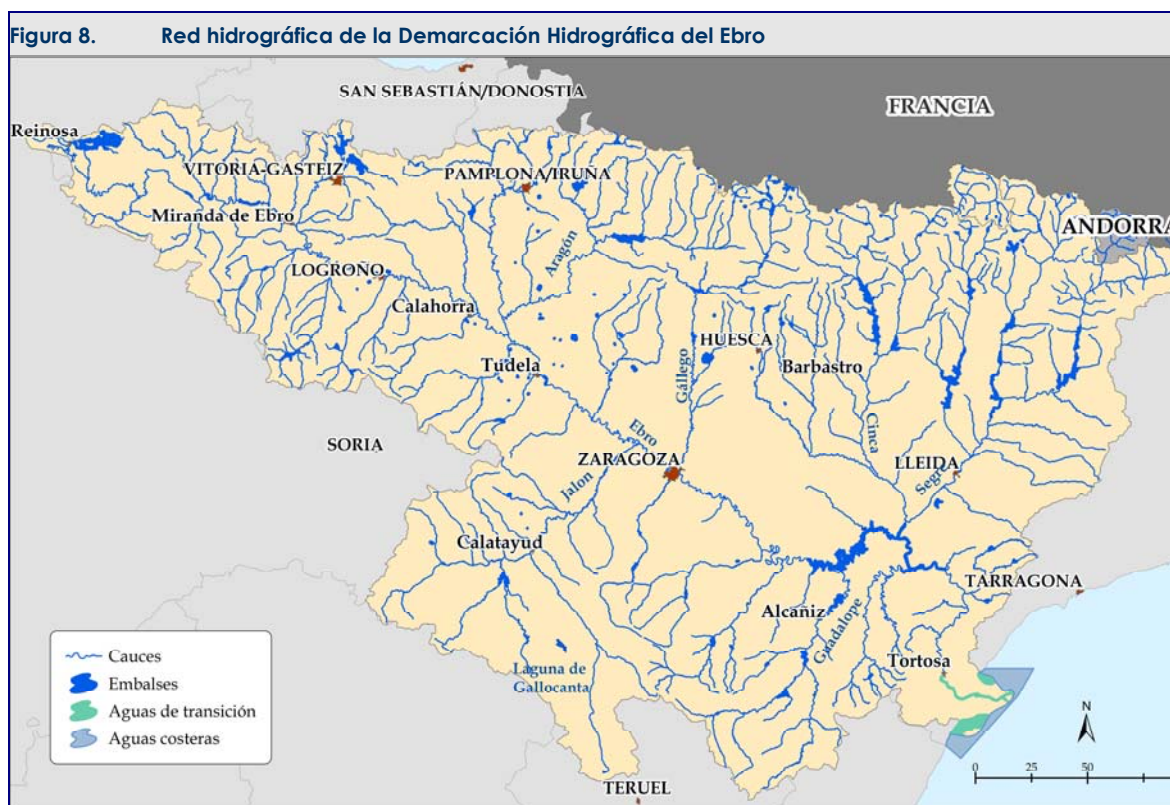 Figura 8. Red hidrográfica de la Demarcación Hidrográfica del Ebro
SAN SEBASTIÁN/DONOSTIA
FRANCIA
Reinosa
VITORIA-GASTEIZ
PAMPLONA/IRUÑA
Miranda de Ebro
ANDORRA
Aragón
LOGROÑO
Calahorra
HUESCA
Tudela
Barbastro
Gállego
Cinca
SORIA
Ebro
ZARAGOZA
LLEIDA
Segre
Jalon
Calatayud
TARRAGONA
Alcañiz
Guadalope
Tortosa
Laguna de
Gallocanta
TERUEL
Cauces
Embalses
Aguas de transición
Aguas costeras
N
0 25 50